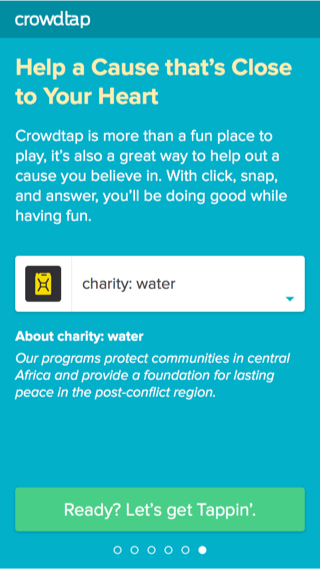 crowdtap
Help a Cause that's Close
to Your Heart
Crowdtap is more than a fun place to
play, it's also a great way to help out a
cause you believe in. With click, snap,
and answer, you'll be doing good while
having fun.
charity: water
About charity: water
Our programs protect communities in central
Africa and provide a foundation for lasting
peace in the post-conflict region.
Ready? Let's get Tappin'.